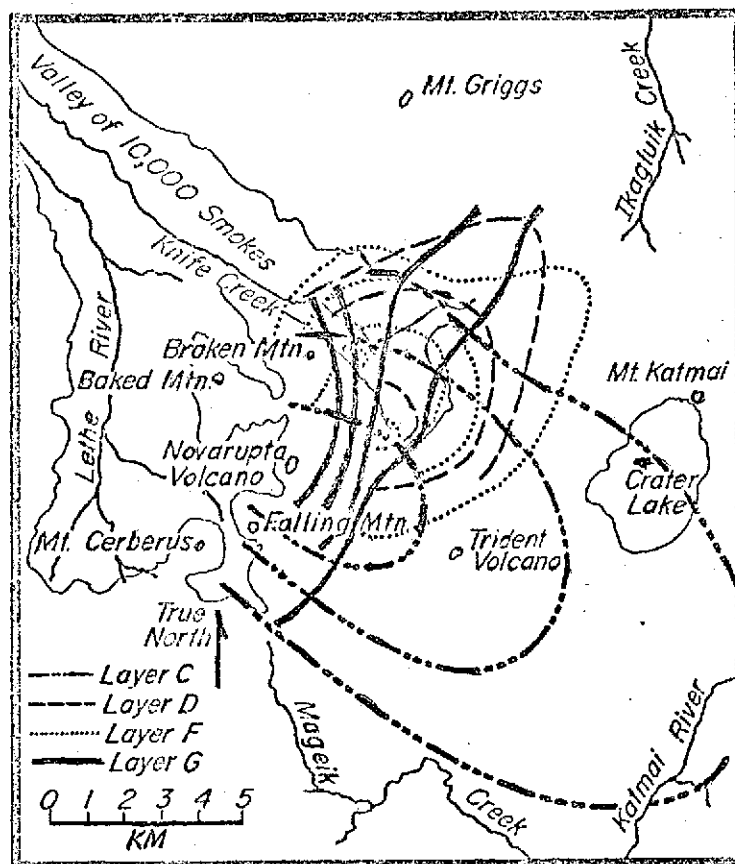 Mt. Griggs
Ikagluik Creek
Valley of 10,000 Smokes
Knife Creek
Lethe River
Broken Mtn.
Baked Mtn.
Mt. Katmai
Novarupta
Volcano
Crater
Lake
Falling Mtn.
Mt. Cerberus
Trident
Volcano
True
North
Layer C
Layer D
Layer F
Layer G
Mageik
Creek
Katmai River
0 1 2 3 4 5
KM